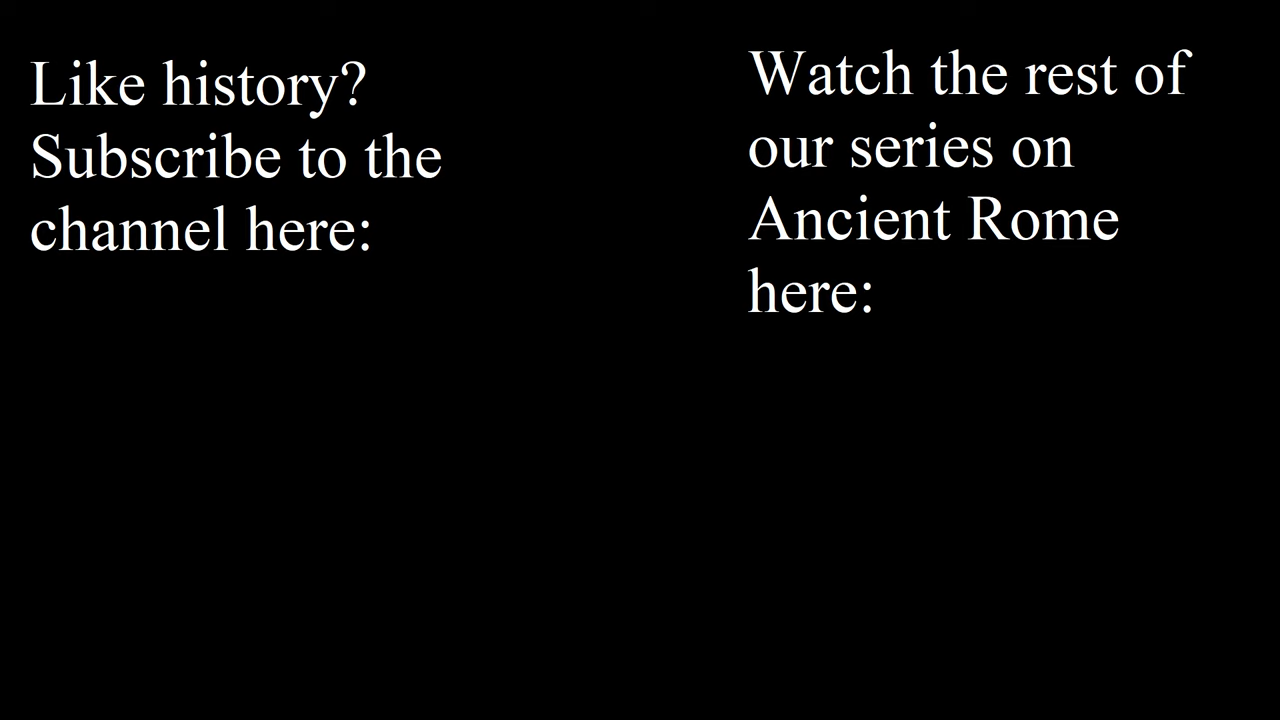 Like history?
Subscribe to the
channel here:
Watch the rest of
our series on
Ancient Rome
here: